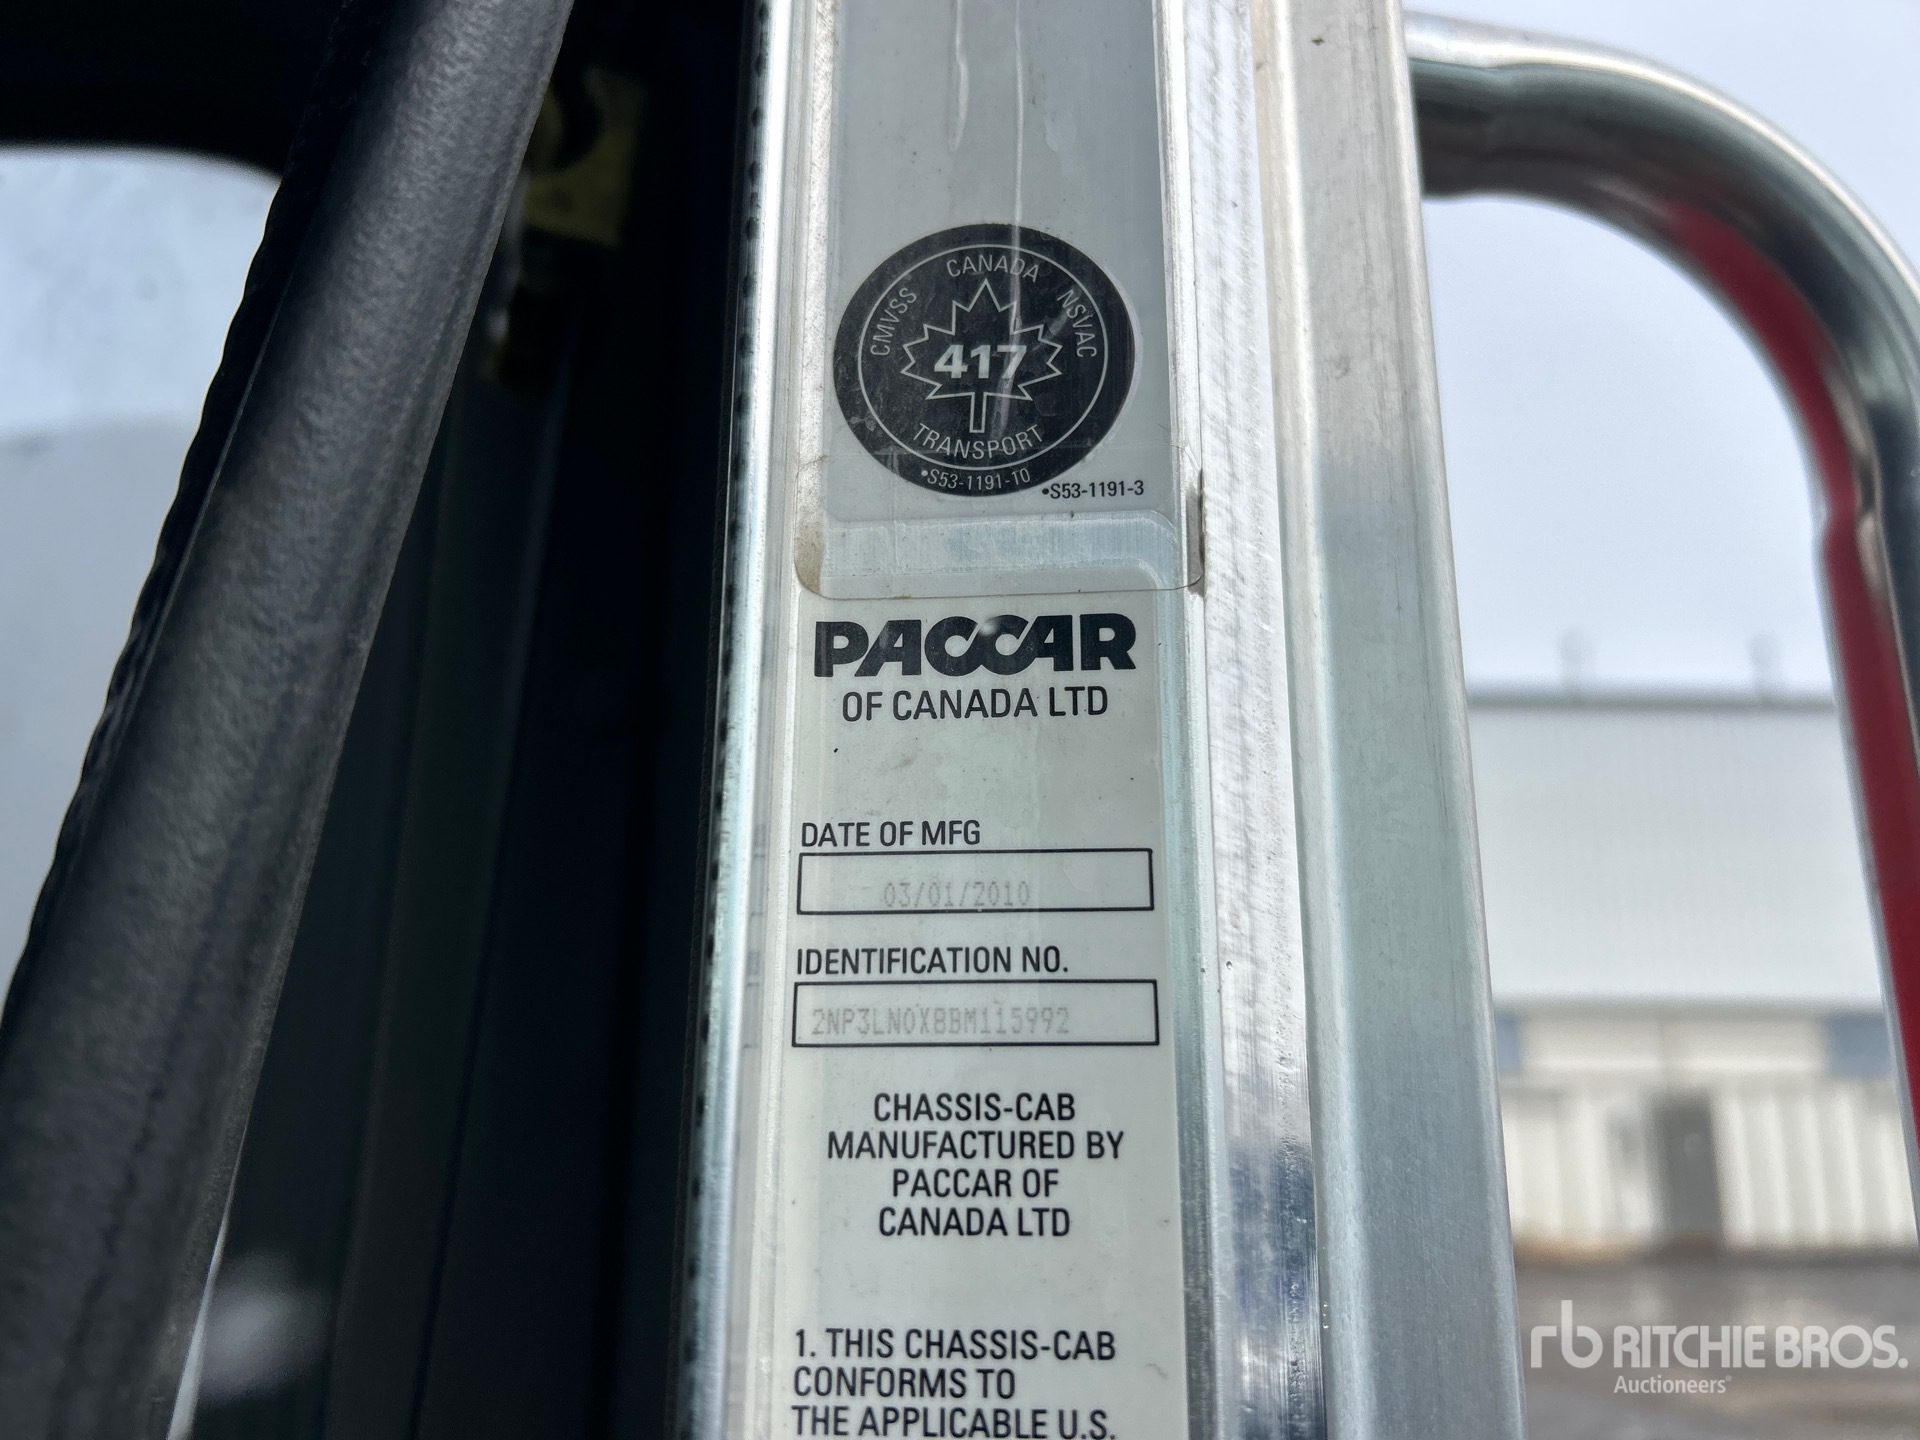 CANADA
CMVSS
NSVAC
417
TRANSPORT
•S53-1191-10
•S53-1191-3
PACCAR
OF CANADA LTD
DATE OF MFG
03/01/2010
IDENTIFICATION NO.
2NP3LN0XBBM115992
CHASSIS-CAB
MANUFACTURED BY
PACCAR OF
CANADA LTD
1. THIS CHASSIS-CAB
CONFORMS TO
THE APPLICABLE U.S.
rb RITCHIE BROS.
Auctioneers